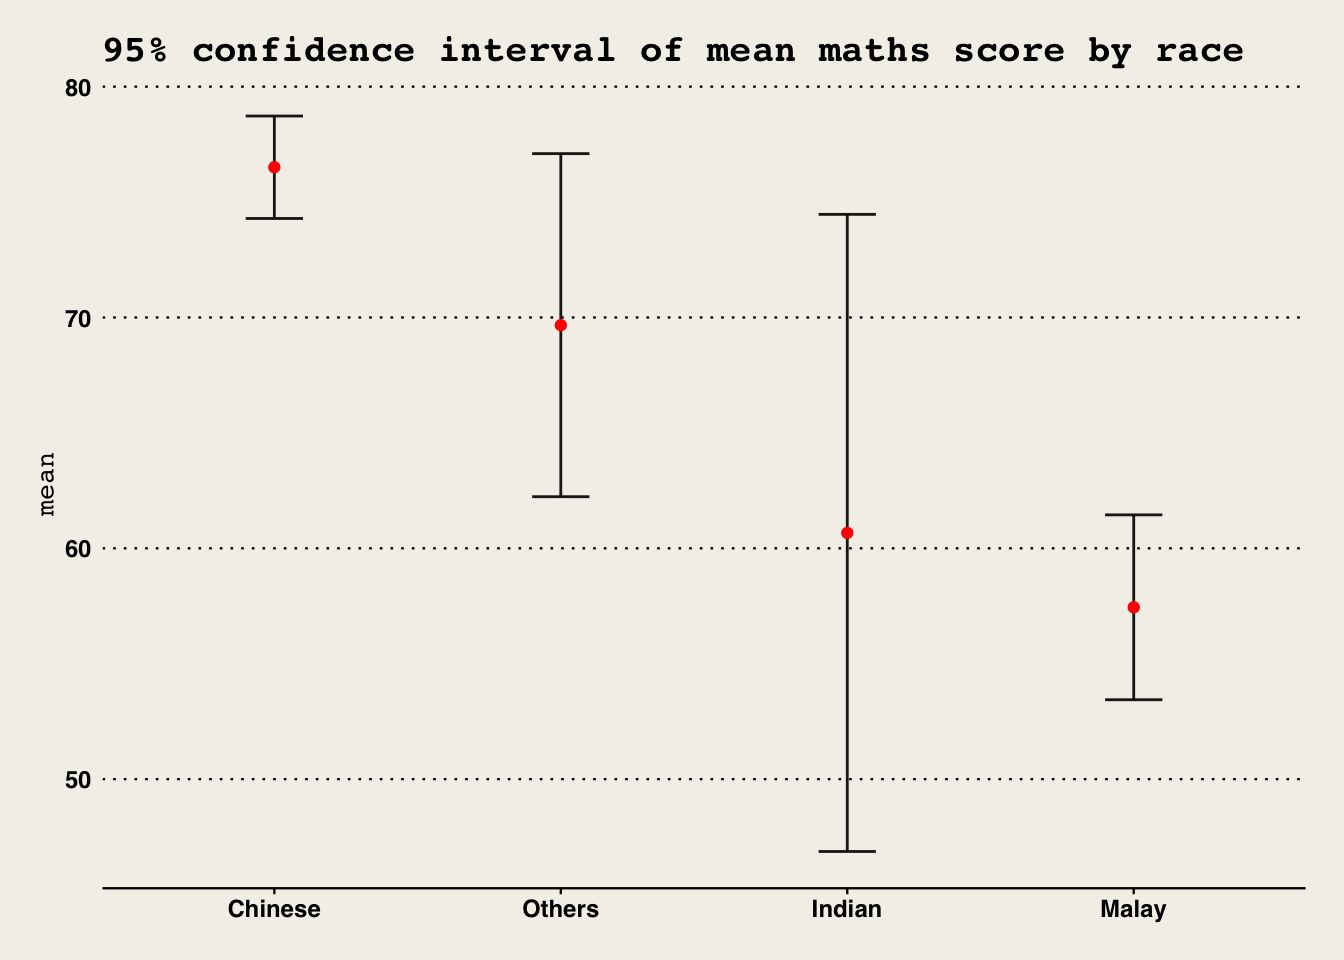 95% confidence interval of mean maths score by race
80
70
60
50
mean
Chinese Others Indian Malay